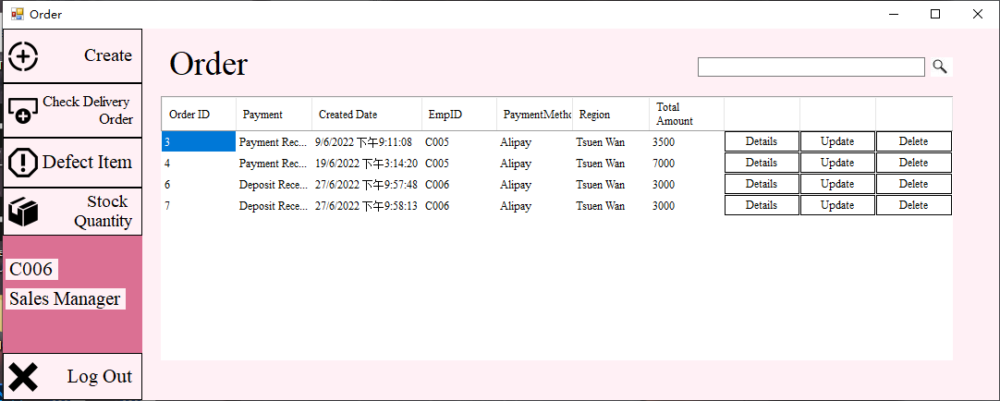 Order
Create
Check Delivery
Order
Defect Item
Stock
Quantity
C006
Sales Manager
Log Out
Order
Order ID Payment Created Date EmpID PaymentMetho Region Total Amount
3 Payment Rec... 9/6/2022 下午9:11:08 C005 Alipay Tsuen Wan 3500 Details Update Delete
4 Payment Rec... 19/6/2022 下午3:14:20 C005 Alipay Tsuen Wan 7000 Details Update Delete
6 Deposit Rece... 27/6/2022 下午9:57:48 C006 Alipay Tsuen Wan 3000 Details Update Delete
7 Deposit Rece... 27/6/2022 下午9:58:13 C006 Alipay Tsuen Wan 3000 Details Update Delete